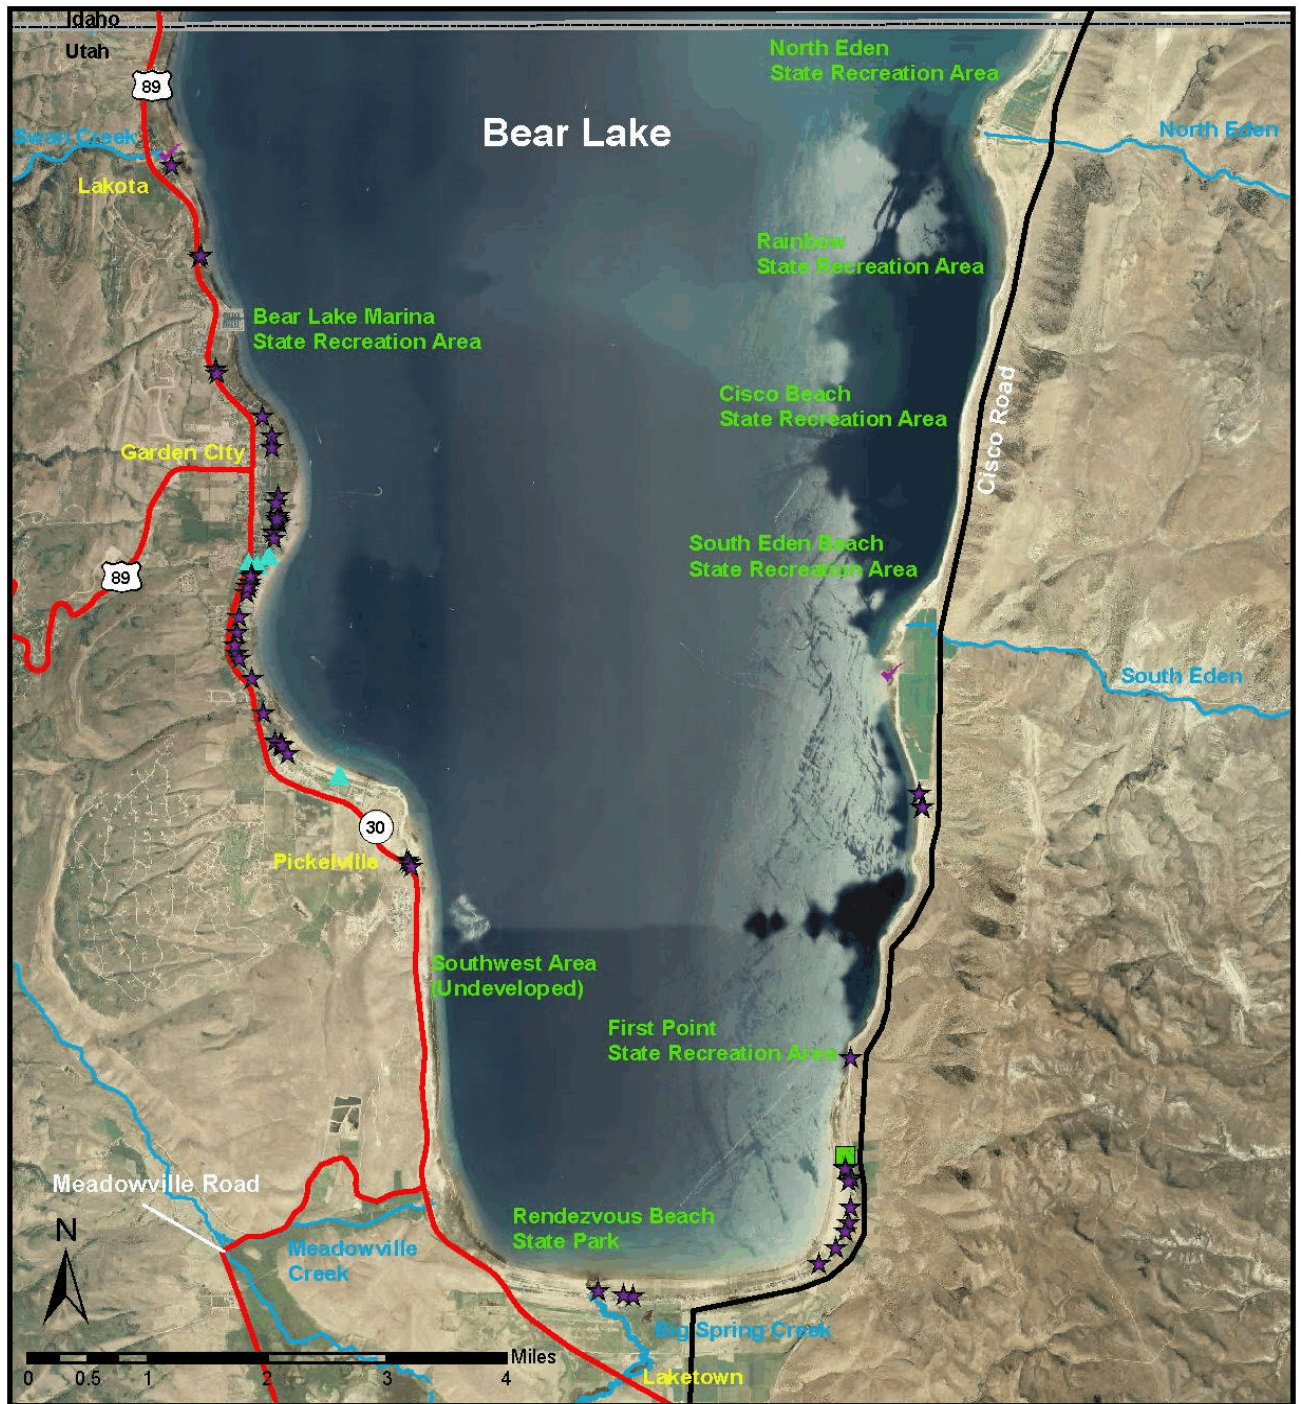 Idaho
Utah
North Eden
State Recreation Area
89
Bear Lake
Swan Creek
North Eden
Lakota
Rainbow
State Recreation Area
Bear Lake Marina
State Recreation Area
Cisco Beach
State Recreation Area
Cisco Road
Garden City
South Eden Beach
State Recreation Area
89
South Eden
30
Pickelville
Southwest Area
(Undeveloped)
First Point
State Recreation Area
Meadowville Road
Rendezvous Beach
State Park
N
Meadowville
Creek
Big Spring Creek
Miles
Laketown
0 0.5 1 2 3 4